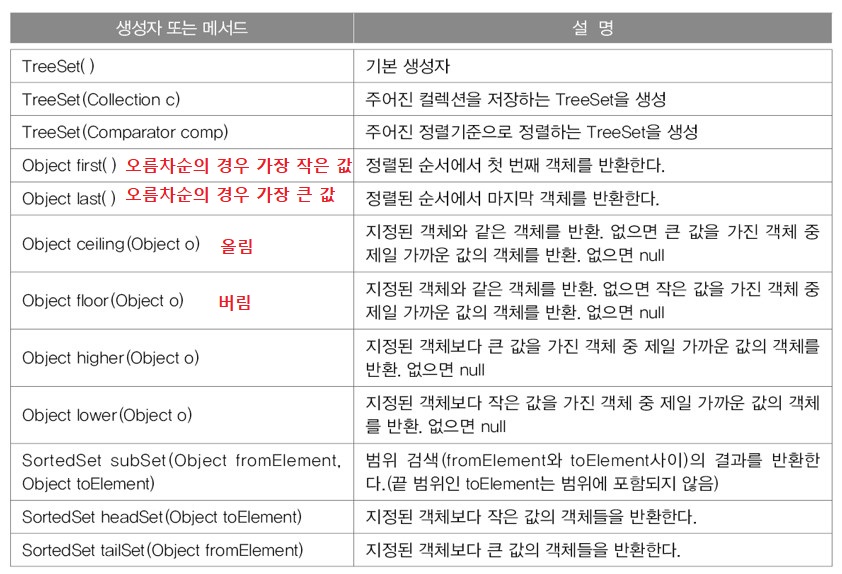 생성자 또는 메서드 설 명
TreeSet( ) 기본 생성자
TreeSet(Collection c) 주어진 컬렉션을 저장하는 TreeSet을 생성
TreeSet(Comparator comp) 주어진 정렬기준으로 정렬하는 TreeSet을 생성
Object first( ) 오름차순의 경우 가장 작은 값 정렬된 순서에서 첫 번째 객체를 반환한다.
Object last( ) 오름차순의 경우 가장 큰 값 정렬된 순서에서 마지막 객체를 반환한다.
Object ceiling(Object o) 올림 지정된 객체와 같은 객체를 반환. 없으면 큰 값을 가진 객체 중
제일 가까운 값의 객체를 반환. 없으면 null
Object floor(Object o) 버림 지정된 객체와 같은 객체를 반환. 없으면 작은 값을 가진 객체 중
제일 가까운 값의 객체를 반환. 없으면 null
Object higher(Object o) 지정된 객체보다 큰 값을 가진 객체 중 제일 가까운 값의 객체를
반환. 없으면 null
Object lower(Object o) 지정된 객체보다 작은 값을 가진 객체 중 제일 가까운 값의 객체
를 반환. 없으면 null
SortedSet subSet(Object fromElement, 범위 검색(fromElement와 toElement사이)의 결과를 반환한
Object toElement) 다.(끝 범위인 toElement는 범위에 포함되지 않음)
SortedSet headSet(Object toElement) 지정된 객체보다 작은 값의 객체들을 반환한다.
SortedSet tailSet(Object fromElement) 지정된 객체보다 큰 값의 객체들을 반환한다.